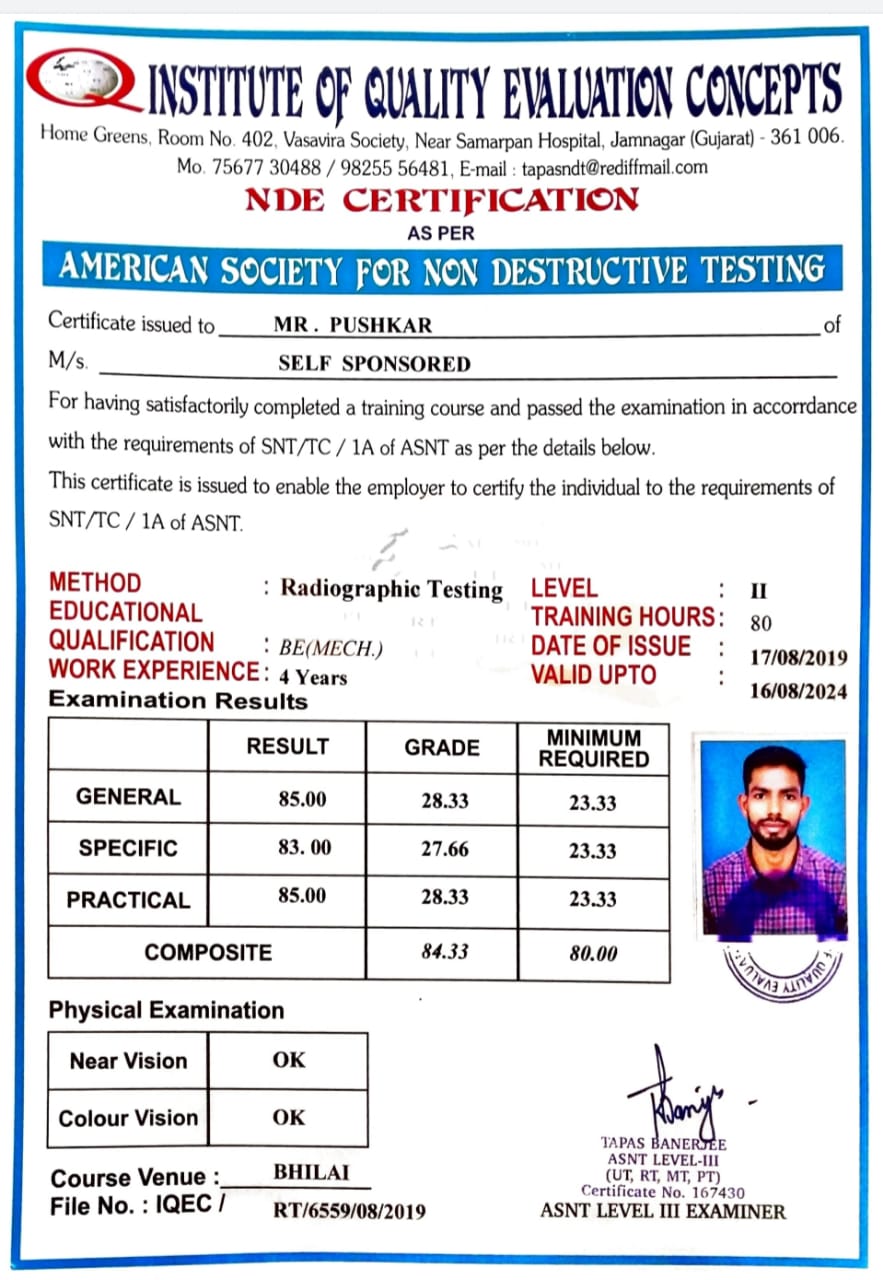 INSTITUTE OF QUALITY EVALUATION CONCEPTS
Home Greens, Room No. 402, Vasavira Society, Near Samarpan Hospital, Jamnagar (Gujarat) - 361 006.
Mo. 75677 30488 / 98255 56481, E-mail : tapasndt@rediffmail.com
NDE CERTIFICATION
AS PER
AMERICAN SOCIETY FOR NON DESTRUCTIVE TESTING
Certificate issued to MR. PUSHKAR of
M/s. SELF SPONSORED
For having satisfactorily completed a training course and passed the examination in accorrdance
with the requirements of SNT/TC / 1A of ASNT as per the details below.
This certificate is issued to enable the employer to certify the individual to the requirements of
SNT/TC / 1A of ASNT.
METHOD : Radiographic Testing LEVEL : II
EDUCATIONAL TRAINING HOURS: 80
QUALIFICATION : BE(MECH.) DATE OF ISSUE : 17/08/2019
WORK EXPERIENCE: 4 Years VALID UPTO : 16/08/2024
Examination Results
RESULT GRADE MINIMUM REQUIRED
GENERAL 85.00 28.33 23.33
SPECIFIC 83. 00 27.66 23.33
PRACTICAL 85.00 28.33 23.33
COMPOSITE 84.33 80.00
Physical Examination
Near Vision OK
Colour Vision OK
Course Venue : BHILAI
File No. : IQEC / RT/6559/08/2019
TAPAS BANERJEE
ASNT LEVEL-III
(UT, RT, MT, PT)
Certificate No. 167430
ASNT LEVEL III EXAMINER